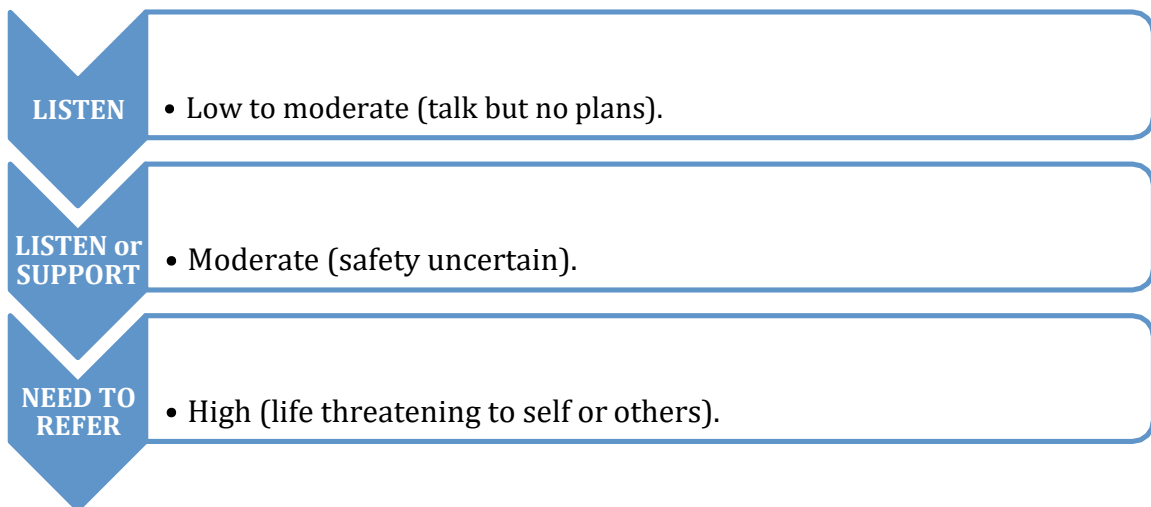 LISTEN
• Low to moderate (talk but no plans).
LISTEN or
SUPPORT
• Moderate (safety uncertain).
NEED TO
REFER
• High (life threatening to self or others).